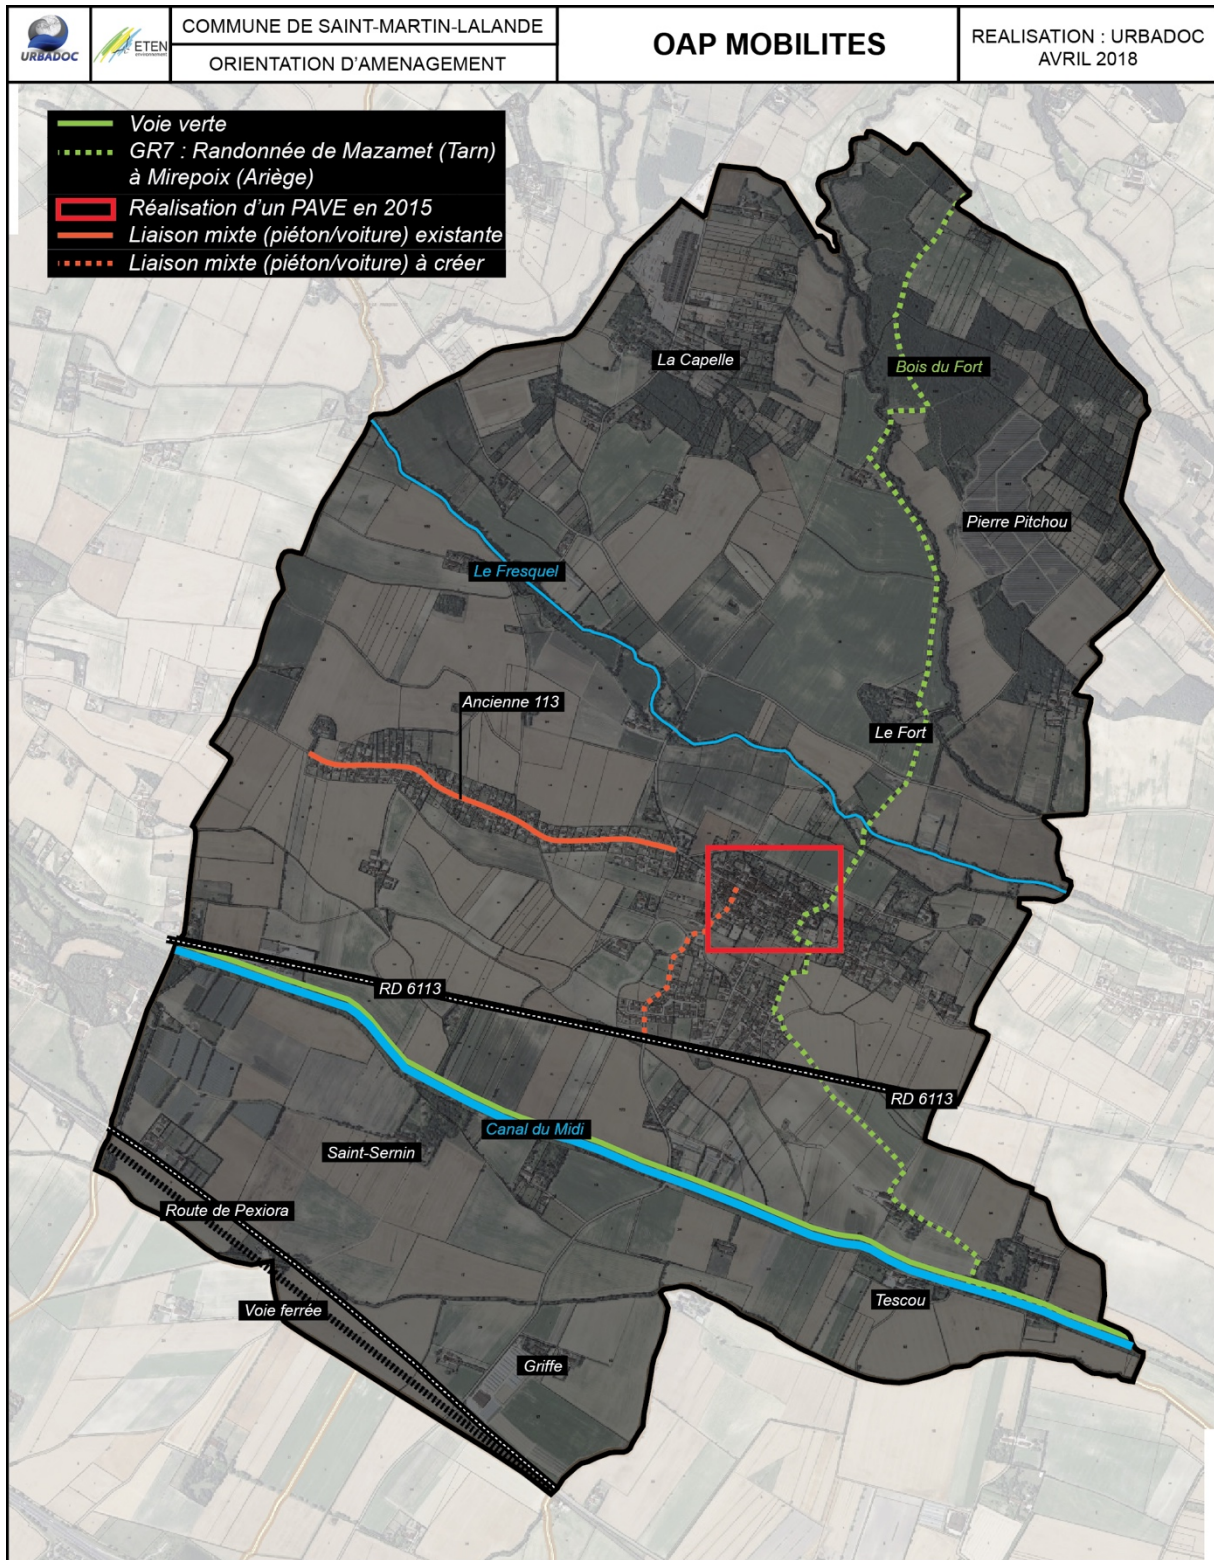 URBADOC
ETEN
environnement
COMMUNE DE SAINT-MARTIN-LALANDE
ORIENTATION D'AMENAGEMENT
OAP MOBILITES
REALISATION : URBADOC
AVRIL 2018
Voie verte
GR7 : Randonnée de Mazamet (Tarn)
à Mirepoix (Ariège)
Réalisation d'un PAVE en 2015
Liaison mixte (piéton/voiture) existante
Liaison mixte (piéton/voiture) à créer
La Capelle
Bois du Fort
Pierre Pitchou
Le Fresquel
Ancienne 113
Le Fort
RD 6113
RD 6113
Canal du Midi
Saint-Sernin
Route de Pexiora
Voie ferrée
Tescou
Griffe